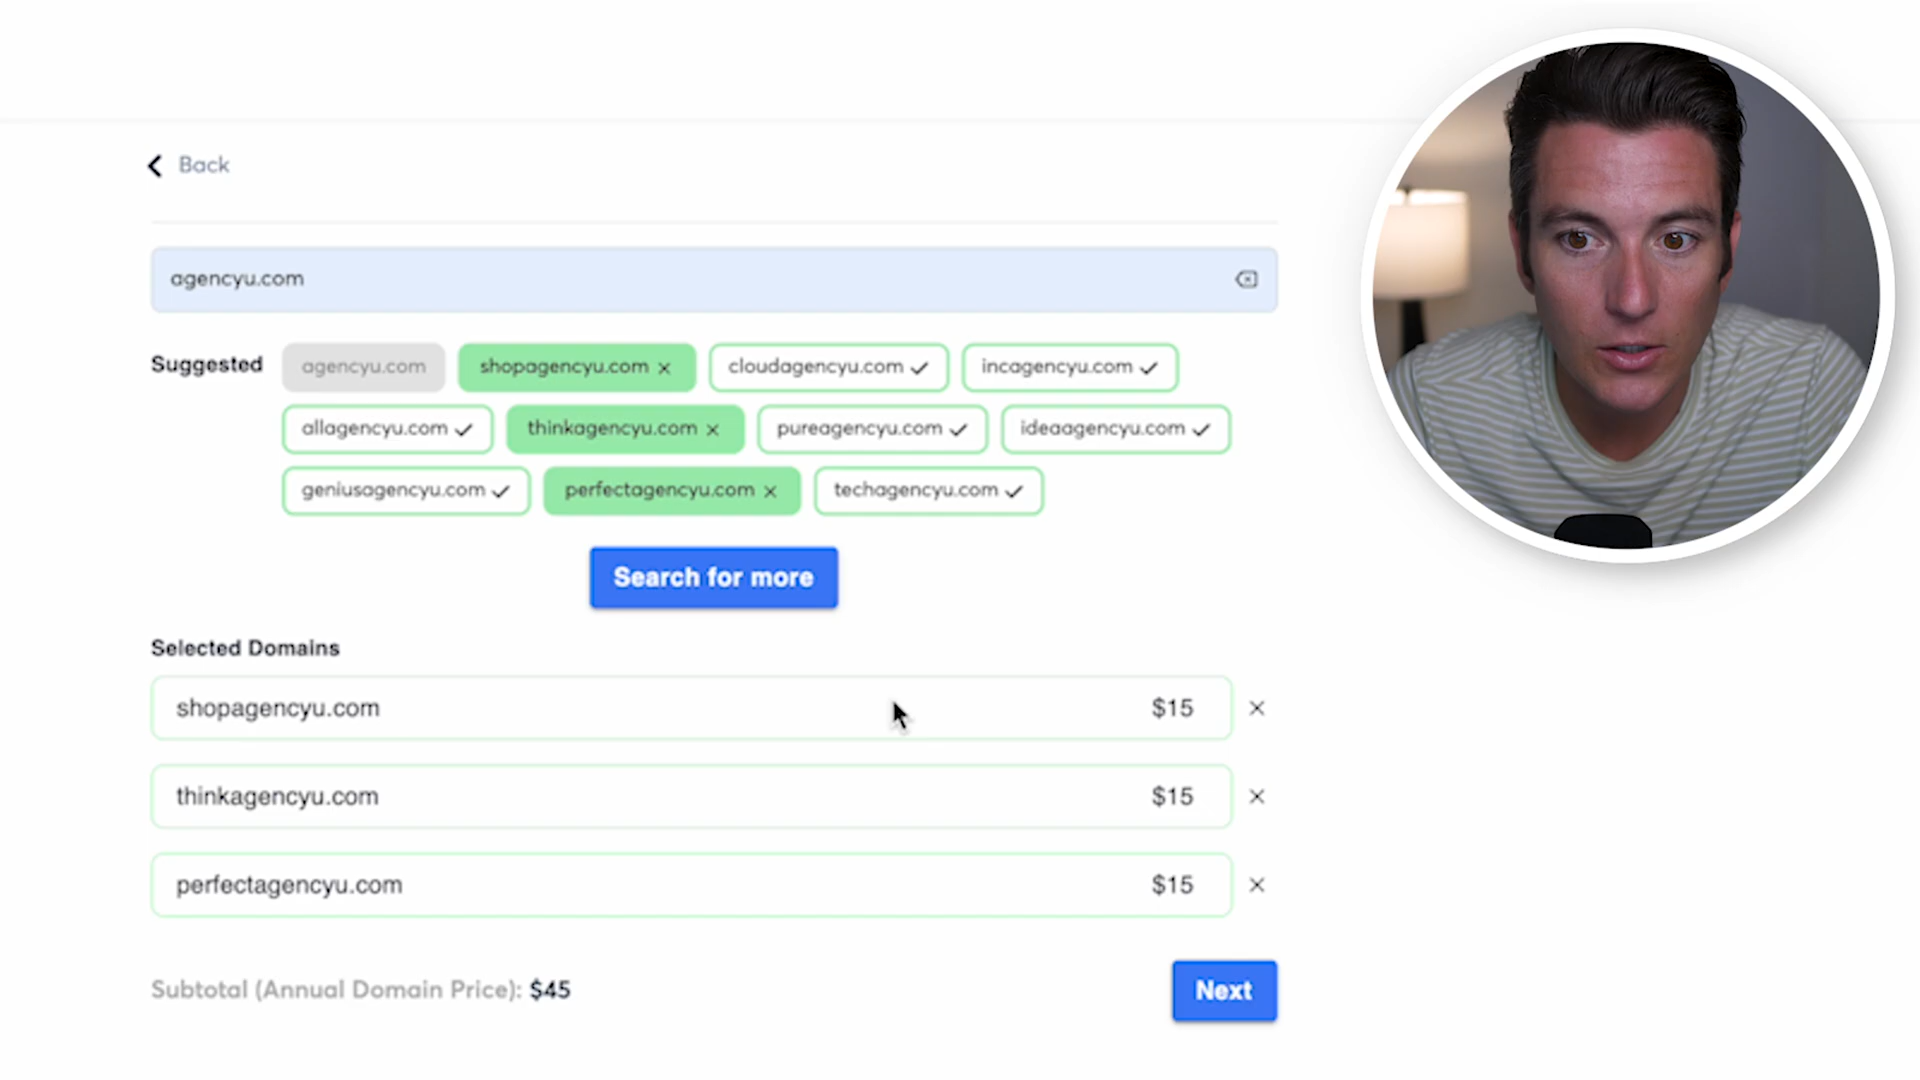 Back
agencyu.com
Suggested agencyu.com shopagencyu.com cloudagencyu.com incagencyu.com
allagencyu.com thinkagencyu.com pureagencyu.com ideaagencyu.com
geniusagencyu.com perfectagencyu.com techagencyu.com
Search for more
Selected Domains
shopagencyu.com $15
thinkagencyu.com $15
perfectagencyu.com $15
Subtotal (Annual Domain Price): $45 Next